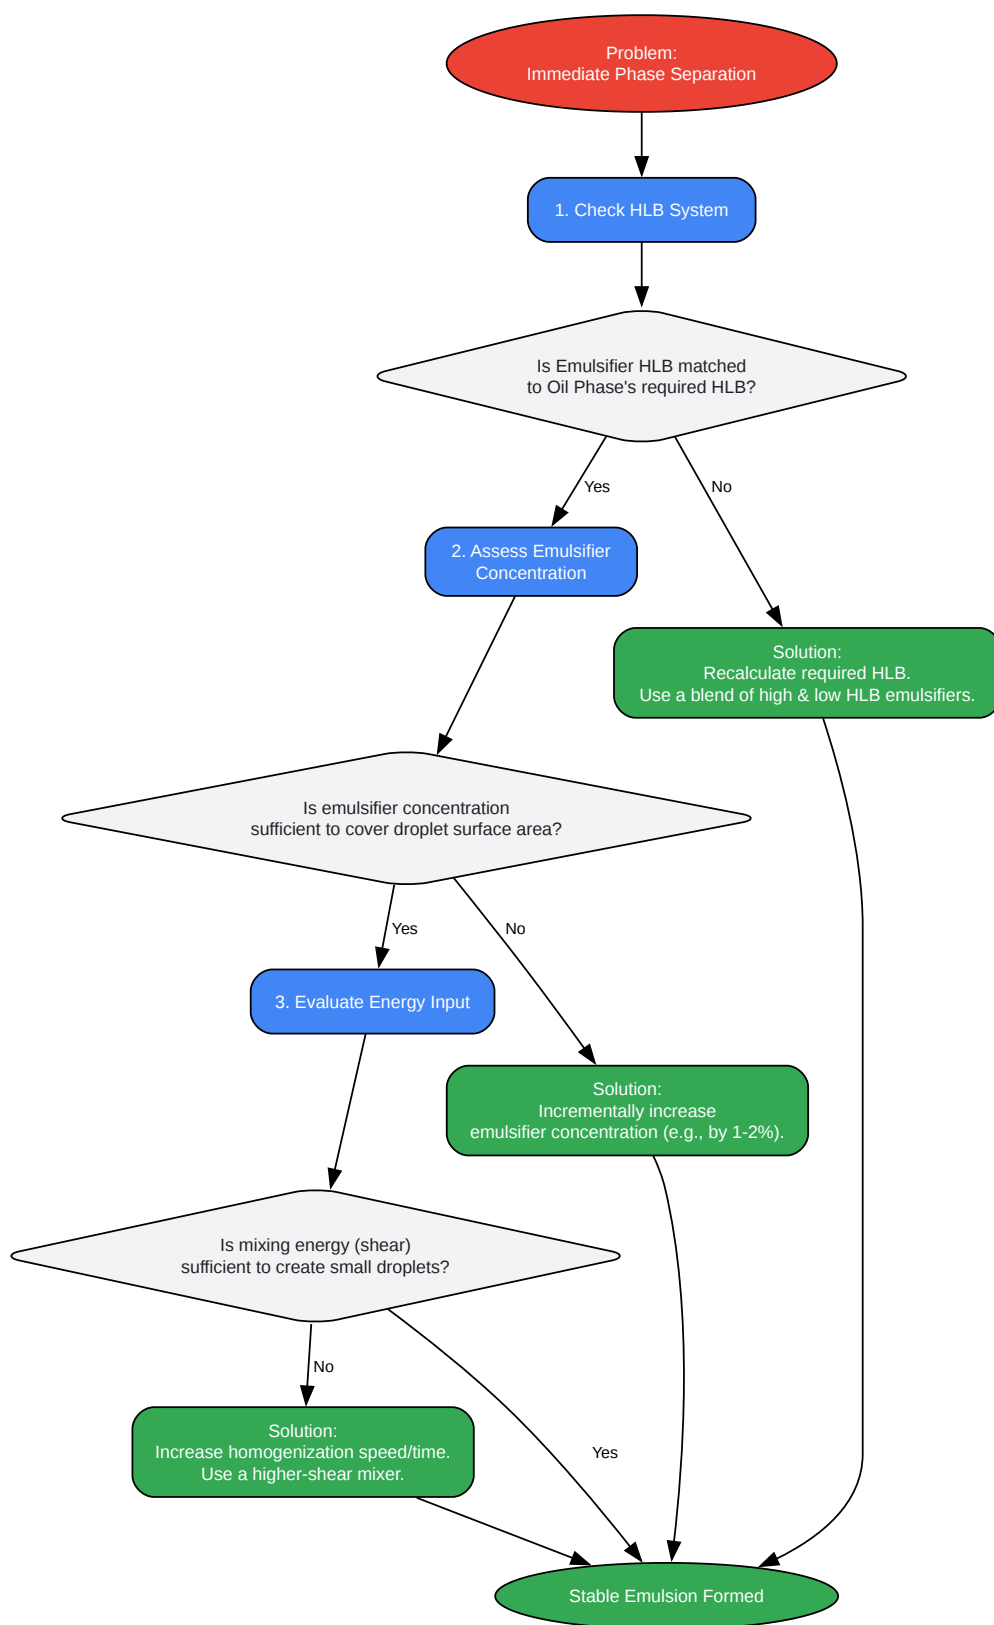 Problem:
Immediate Phase Separation
1. Check HLB System
Is Emulsifier HLB matched
to Oil Phase's required HLB?
Yes
No
2. Assess Emulsifier
Concentration
Solution:
Recalculate required HLB.
Use a blend of high & low HLB emulsifiers.
Is emulsifier concentration
sufficient to cover droplet surface area?
Yes
No
3. Evaluate Energy Input
Solution:
Incrementally increase
emulsifier concentration (e.g., by 1-2%).
Is mixing energy (shear)
sufficient to create small droplets?
No
Yes
Solution:
Increase homogenization speed/time.
Use a higher-shear mixer.
Stable Emulsion Formed